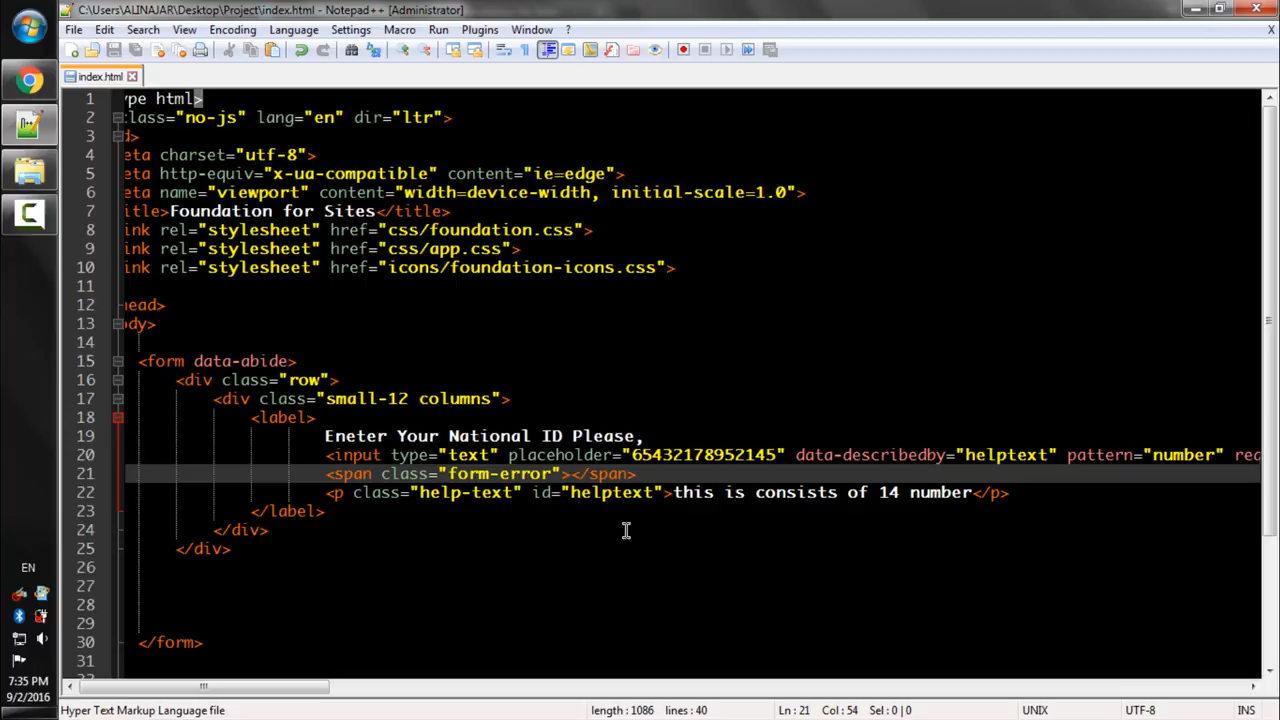 C:\Users\ALINAJAR\Desktop\Project\index.html - Notepad++ [Administrator]
File Edit Search View Encoding Language Settings Macro Run Plugins Window ? X
index.html
1 ype html>
2 class="no-js" lang="en" dir="ltr">
3 d>
4 eta charset="utf-8">
5 eta http-equiv="x-ua-compatible" content="ie=edge">
6 eta name="viewport" content="width=device-width, initial-scale=1.0">
7 itle>Foundation for Sites</title>
8 ink rel="stylesheet" href="css/foundation.css">
9 ink rel="stylesheet" href="css/app.css">
10 ink rel="stylesheet" href="icons/foundation-icons.css">
11
12 head>
13 ody>
14
15 <form data-abide>
16 <div class="row">
17 <div class="small-12 columns">
18 <label>
19 Eneter Your National ID Please,
20 <input type="text" placeholder="65432178952145" data-describedby="helptext" pattern="number" rec
21 <span class="form-error"></span>
22 <p class="help-text" id="helptext">this is consists of 14 number</p>
23 </label>
24 </div>
25 </div>
26
27
28
29
30 </form>
31
EN
7:35 PM
9/2/2016
Hyper Text Markup Language file length : 1086 lines : 40 Ln : 21 Col : 54 Sel : 0 | 0 UNIX UTF-8 INS